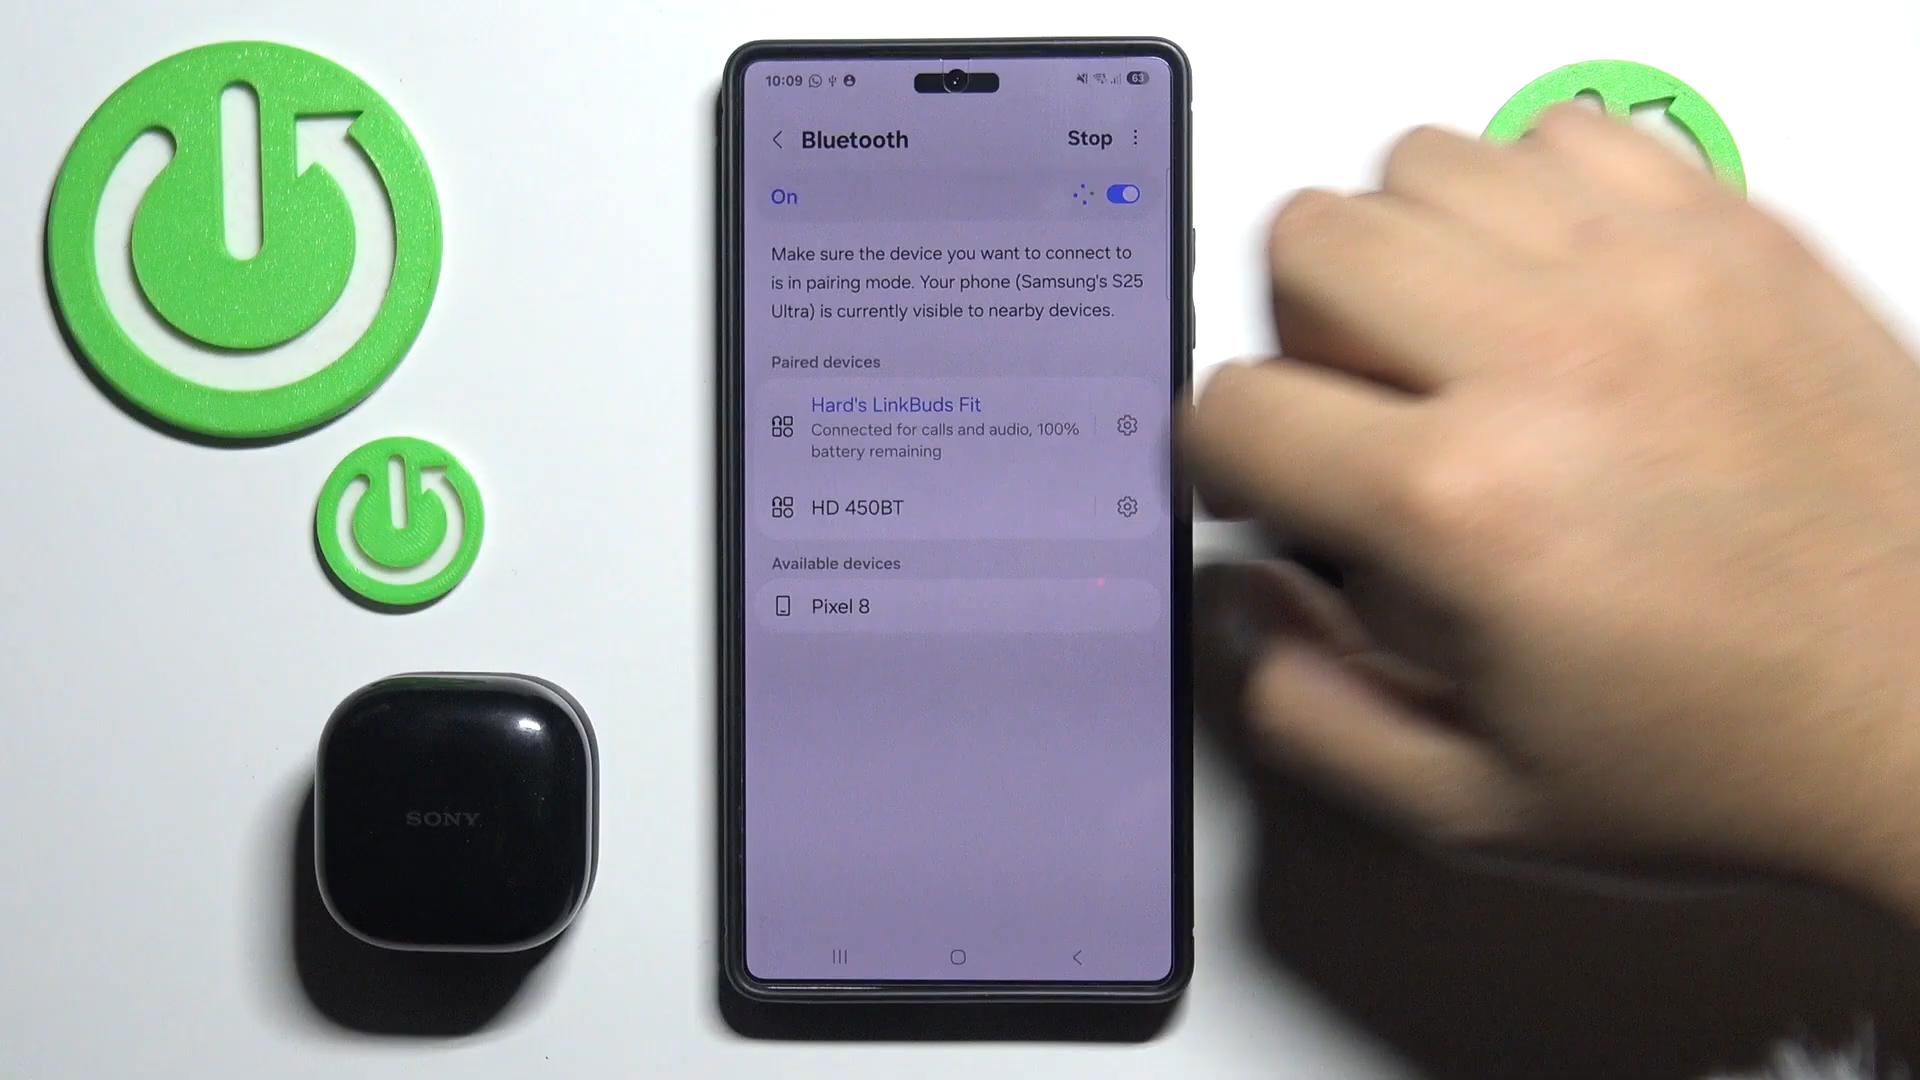 10:09
63
Bluetooth
Stop
On
Make sure the device you want to connect to
is in pairing mode. Your phone (Samsung's S25
Ultra) is currently visible to nearby devices.
Paired devices
Hard's LinkBuds Fit
Connected for calls and audio, 100%
battery remaining
HD 450BT
Available devices
Pixel 8
SONY